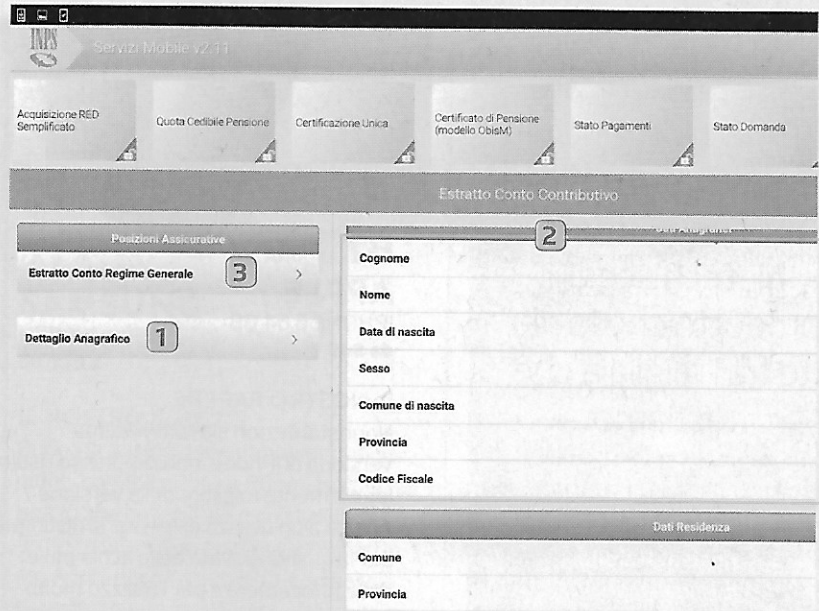 INPS
Servizi Mobile v2.11
Acquisizione RED
Semplificato
Quota Cedibile Pensione
Certificazione Unica
Certificato di Pensione
(modello ObisM)
Stato Pagamenti
Stato Domanda
Estratto Conto Contributivo
Posizioni Assicurative
Estratto Conto Regime Generale
3
Dettaglio Anagrafico
1
2
Dati Anagrafici
Cognome
Nome
Data di nascita
Sesso
Comune di nascita
Provincia
Codice Fiscale
Dati Residenza
Comune
Provincia